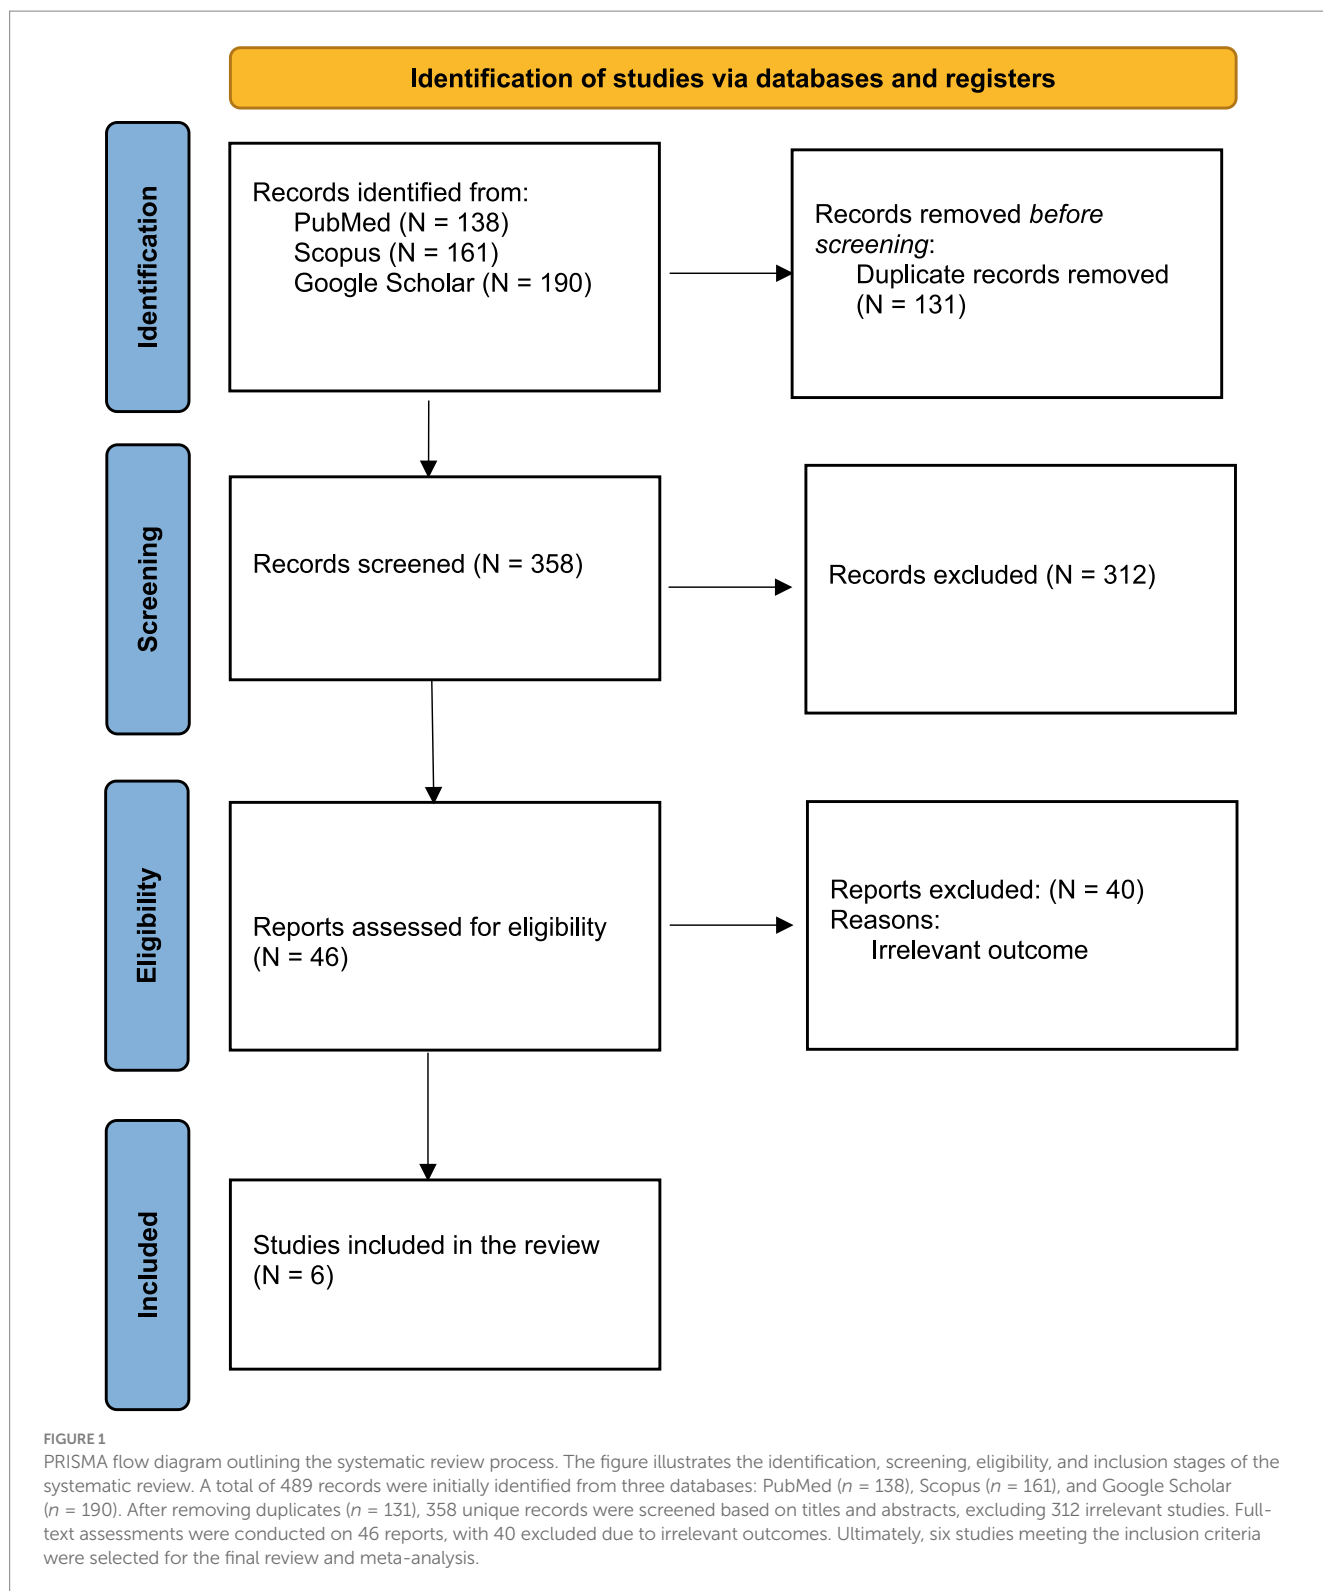 Identification of studies via databases and registers
Identification
Records identified from:
PubMed (N = 138)
Scopus (N = 161)
Google Scholar (N = 190)
Records removed before
screening:
Duplicate records removed
(N = 131)
Screening
Records screened (N = 358)
Records excluded (N = 312)
Eligibility
Reports assessed for eligibility
(N = 46)
Reports excluded: (N = 40)
Reasons:
Irrelevant outcome
Included
Studies included in the review
(N = 6)
FIGURE 1
PRISMA flow diagram outlining the systematic review process. The figure illustrates the identification, screening, eligibility, and inclusion stages of the
systematic review. A total of 489 records were initially identified from three databases: PubMed (n = 138), Scopus (n = 161), and Google Scholar
(n = 190). After removing duplicates (n = 131), 358 unique records were screened based on titles and abstracts, excluding 312 irrelevant studies. Full-
text assessments were conducted on 46 reports, with 40 excluded due to irrelevant outcomes. Ultimately, six studies meeting the inclusion criteria
were selected for the final review and meta-analysis.